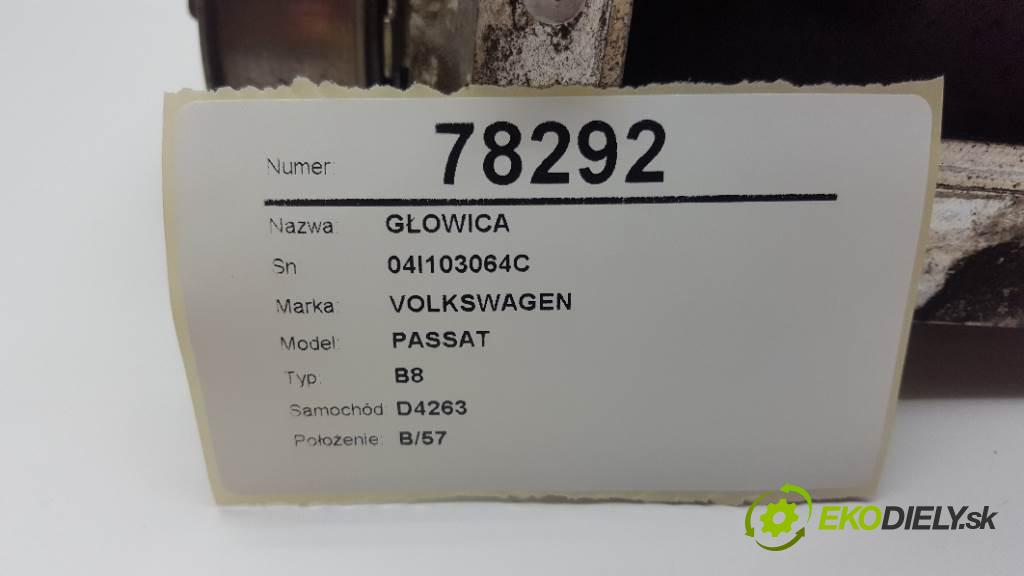 Numer: 78292
Nazwa: GŁOWICA
Sn 04I103064C
Marka: VOLKSWAGEN
Model: PASSAT
Typ: B8
Samochód D4263
Położenie: B/57
EKODIELY.sk